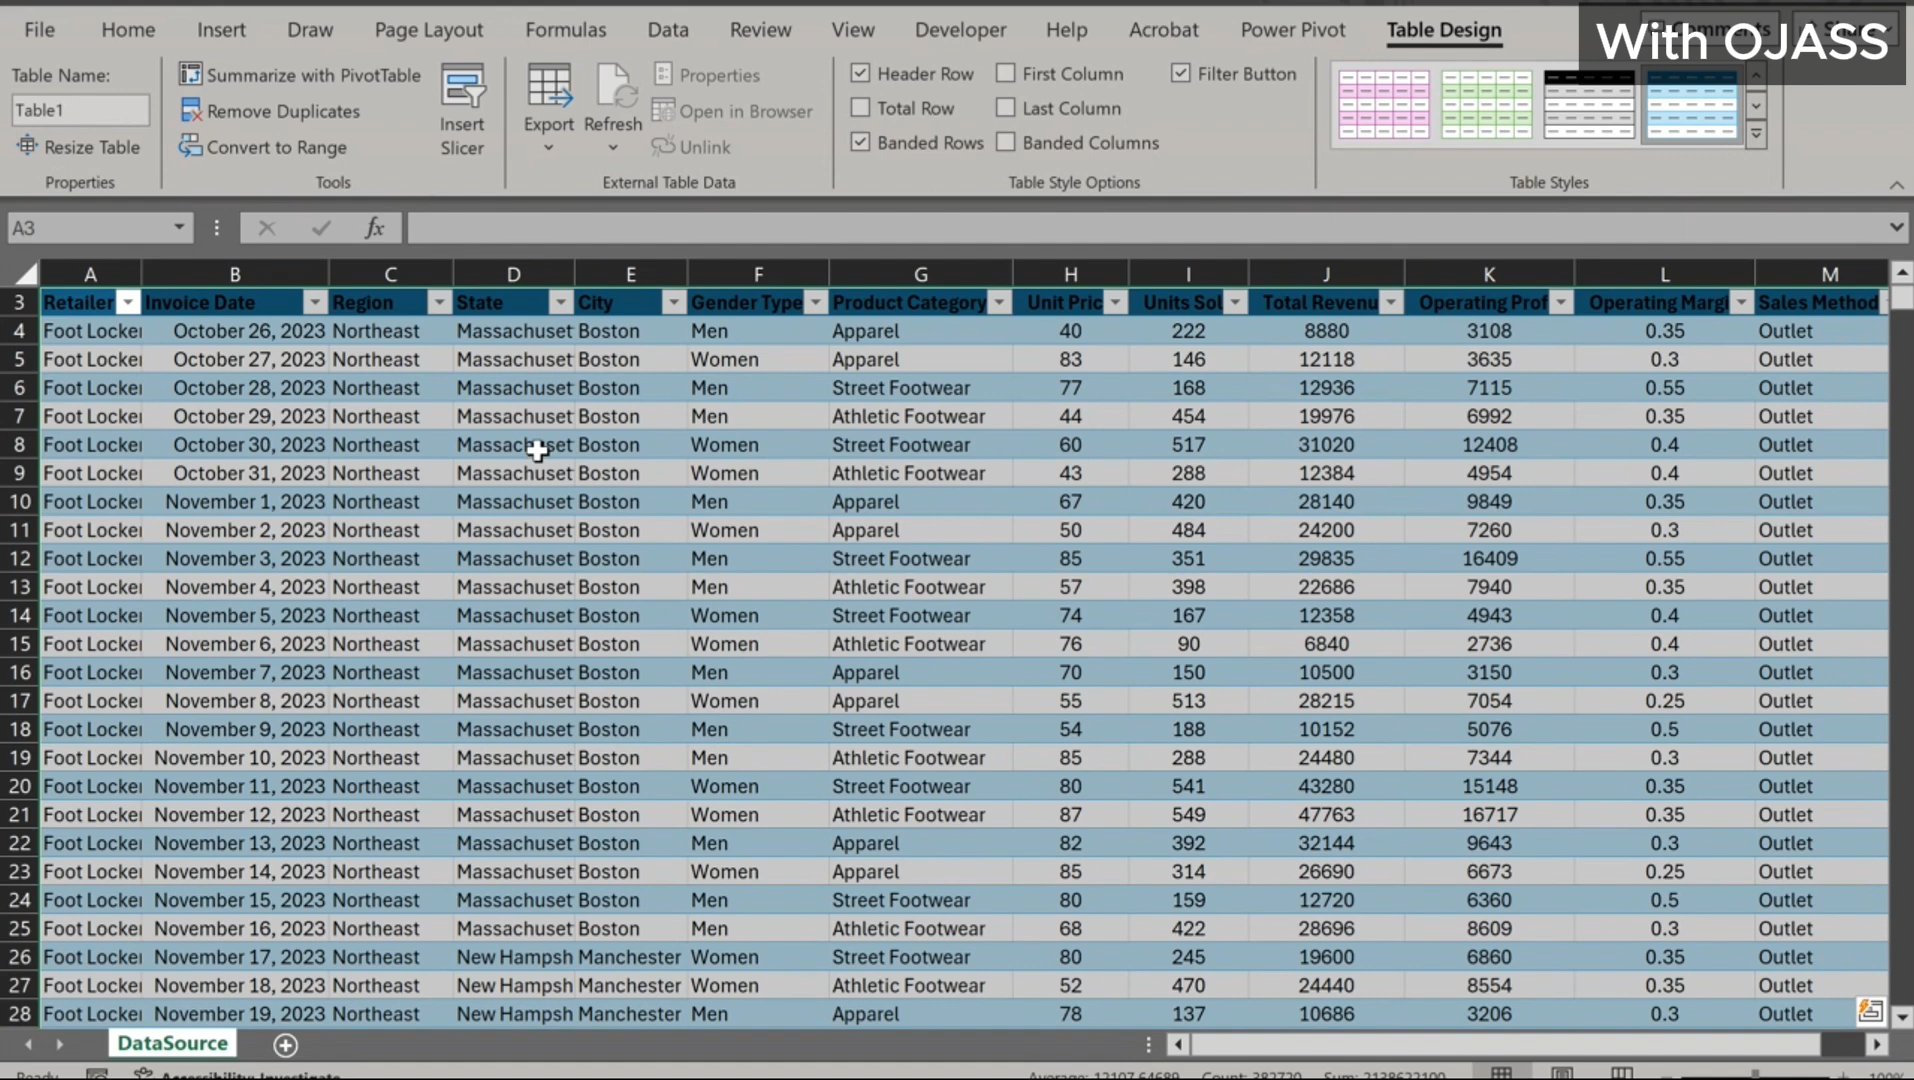 File Home Insert Draw Page Layout Formulas Data Review View Developer Help Acrobat Power Pivot Table Design
With OJASS
Table Name:
Table1
Resize Table
Properties
Summarize with PivotTable
Remove Duplicates
Convert to Range
Tools
Insert
Slicer
Export
Refresh
Properties
Open in Browser
Unlink
External Table Data
Header Row
Total Row
Banded Rows
First Column
Last Column
Banded Columns
Filter Button
Table Style Options
Table Styles
A3 fx
A B C D E F G H I J K L M
3 Retailer Invoice Date Region State City Gender Type Product Category Unit Pric Units Sol Total Revenu Operating Prof Operating Margi Sales Method
4 Foot Locker October 26, 2023 Northeast Massachuset Boston Men Apparel 40 222 8880 3108 0.35 Outlet
5 Foot Locker October 27, 2023 Northeast Massachuset Boston Women Apparel 83 146 12118 3635 0.3 Outlet
6 Foot Locker October 28, 2023 Northeast Massachuset Boston Men Street Footwear 77 168 12936 7115 0.55 Outlet
7 Foot Locker October 29, 2023 Northeast Massachuset Boston Men Athletic Footwear 44 454 19976 6992 0.35 Outlet
8 Foot Locker October 30, 2023 Northeast Massachuset Boston Women Street Footwear 60 517 31020 12408 0.4 Outlet
9 Foot Locker October 31, 2023 Northeast Massachuset Boston Women Athletic Footwear 43 288 12384 4954 0.4 Outlet
10 Foot Locker November 1, 2023 Northeast Massachuset Boston Men Apparel 67 420 28140 9849 0.35 Outlet
11 Foot Locker November 2, 2023 Northeast Massachuset Boston Women Apparel 50 484 24200 7260 0.3 Outlet
12 Foot Locker November 3, 2023 Northeast Massachuset Boston Men Street Footwear 85 351 29835 16409 0.55 Outlet
13 Foot Locker November 4, 2023 Northeast Massachuset Boston Men Athletic Footwear 57 398 22686 7940 0.35 Outlet
14 Foot Locker November 5, 2023 Northeast Massachuset Boston Women Street Footwear 74 167 12358 4943 0.4 Outlet
15 Foot Locker November 6, 2023 Northeast Massachuset Boston Women Athletic Footwear 76 90 6840 2736 0.4 Outlet
16 Foot Locker November 7, 2023 Northeast Massachuset Boston Men Apparel 70 150 10500 3150 0.3 Outlet
17 Foot Locker November 8, 2023 Northeast Massachuset Boston Women Apparel 55 513 28215 7054 0.25 Outlet
18 Foot Locker November 9, 2023 Northeast Massachuset Boston Men Street Footwear 54 188 10152 5076 0.5 Outlet
19 Foot Locker November 10, 2023 Northeast Massachuset Boston Men Athletic Footwear 85 288 24480 7344 0.3 Outlet
20 Foot Locker November 11, 2023 Northeast Massachuset Boston Women Street Footwear 80 541 43280 15148 0.35 Outlet
21 Foot Locker November 12, 2023 Northeast Massachuset Boston Women Athletic Footwear 87 549 47763 16717 0.35 Outlet
22 Foot Locker November 13, 2023 Northeast Massachuset Boston Men Apparel 82 392 32144 9643 0.3 Outlet
23 Foot Locker November 14, 2023 Northeast Massachuset Boston Women Apparel 85 314 26690 6673 0.25 Outlet
24 Foot Locker November 15, 2023 Northeast Massachuset Boston Men Street Footwear 80 159 12720 6360 0.5 Outlet
25 Foot Locker November 16, 2023 Northeast Massachuset Boston Men Athletic Footwear 68 422 28696 8609 0.3 Outlet
26 Foot Locker November 17, 2023 Northeast New Hampsh Manchester Women Street Footwear 80 245 19600 6860 0.35 Outlet
27 Foot Locker November 18, 2023 Northeast New Hampsh Manchester Women Athletic Footwear 52 470 24440 8554 0.35 Outlet
28 Foot Locker November 19, 2023 Northeast New Hampsh Manchester Men Apparel 78 137 10686 3206 0.3 Outlet
DataSource